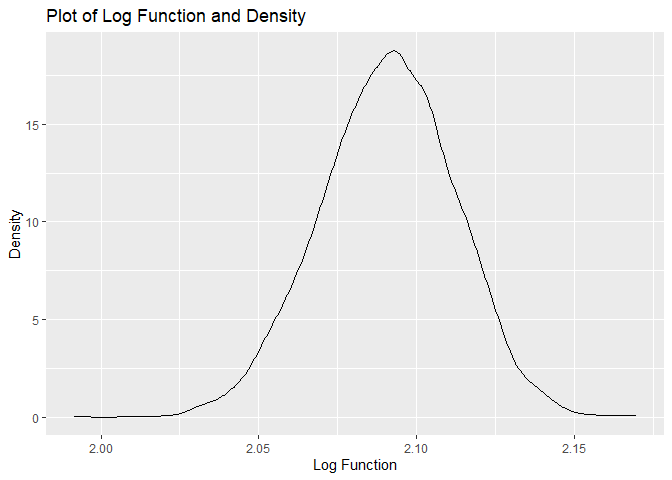 Plot of Log Function and Density
Density
15
10
5
0
2.00 2.05 2.10 2.15
Log Function